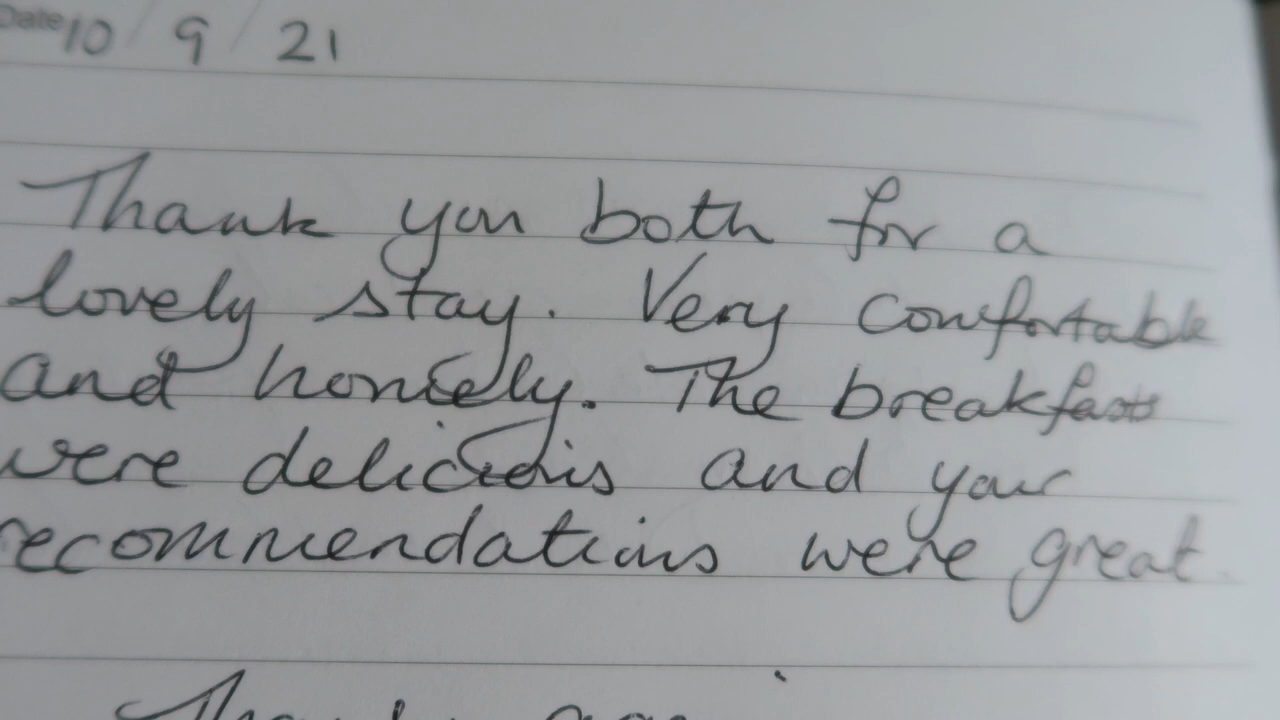 Date 10 / 9 / 21
Thank you both for a
lovely stay. Very comfortable
and homely. The breakfasts
were delicious and your
recommendations were great.